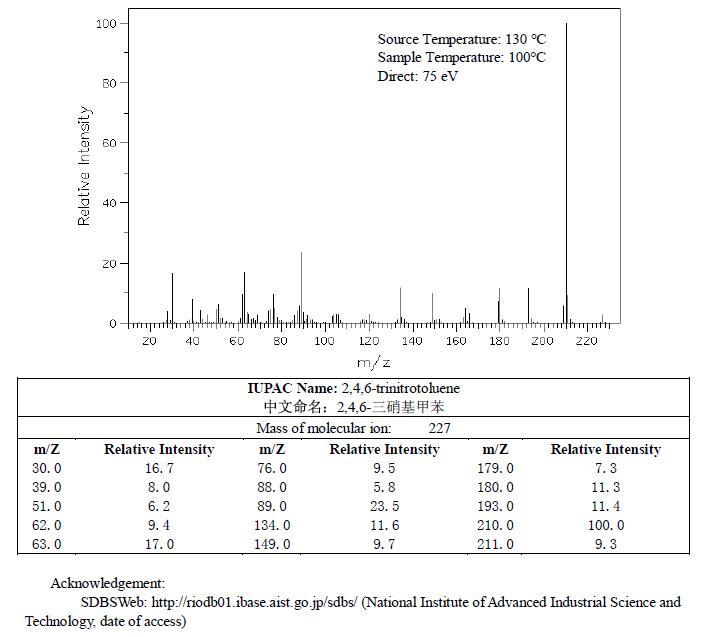 100
80
60
40
20
0
Relative Intensity
Source Temperature: 130 ℃
Sample Temperature: 100℃
Direct: 75 eV
20 40 60 80 100 120 140 160 180 200 220
m/z
IUPAC Name: 2,4,6-trinitrotoluene
中文命名：2,4,6-三硝基甲苯
Mass of molecular ion: 227
m/Z Relative Intensity m/Z Relative Intensity m/Z Relative Intensity
30.0 16.7 76.0 9.5 179.0 7.3
39.0 8.0 88.0 5.8 180.0 11.3
51.0 6.2 89.0 23.5 193.0 11.4
62.0 9.4 134.0 11.6 210.0 100.0
63.0 17.0 149.0 9.7 211.0 9.3
Acknowledgement:
SDBSWeb: http://riodb01.ibase.aist.go.jp/sdbs/ (National Institute of Advanced Industrial Science and
Technology, date of access)